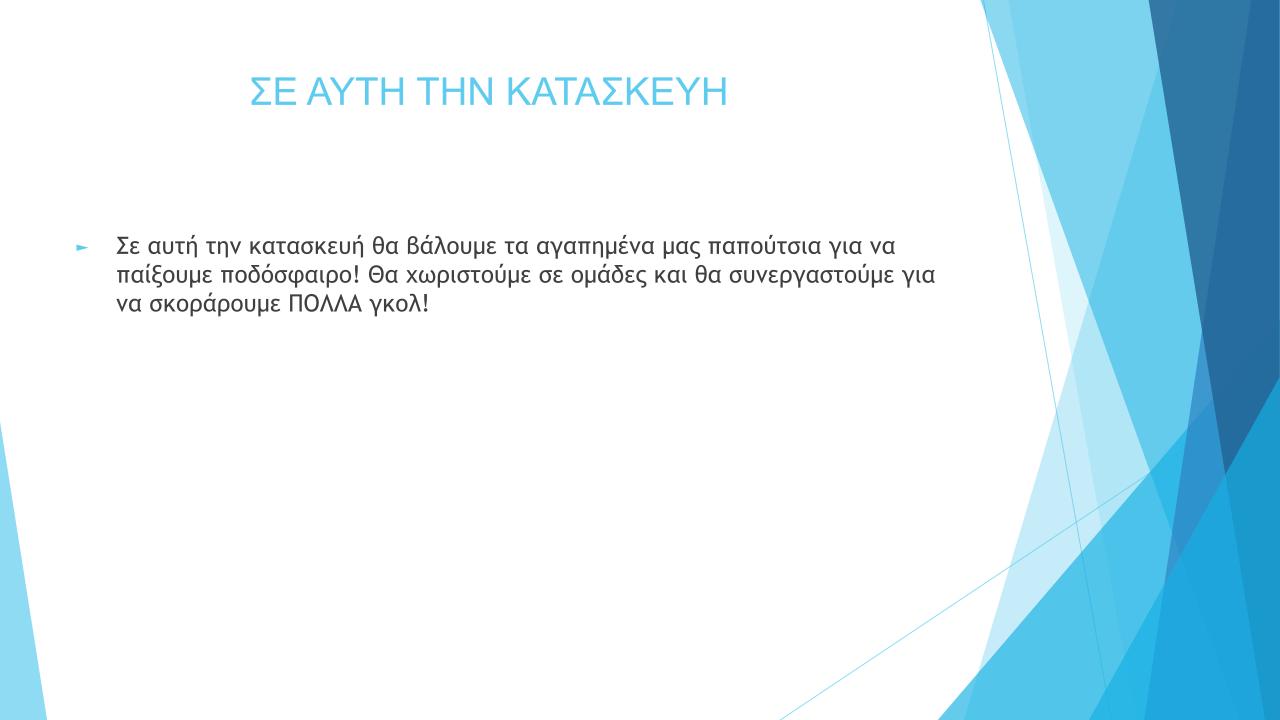 ΣΕ ΑΥΤΗ ΤΗΝ ΚΑΤΑΣΚΕΥΗ
► Σε αυτή την κατασκευή θα βάλουμε τα αγαπημένα μας παπούτσια για να
παίξουμε ποδόσφαιρο! Θα χωριστούμε σε ομάδες και θα συνεργαστούμε για
να σκοράρουμε ΠΟΛΛΑ γκολ!